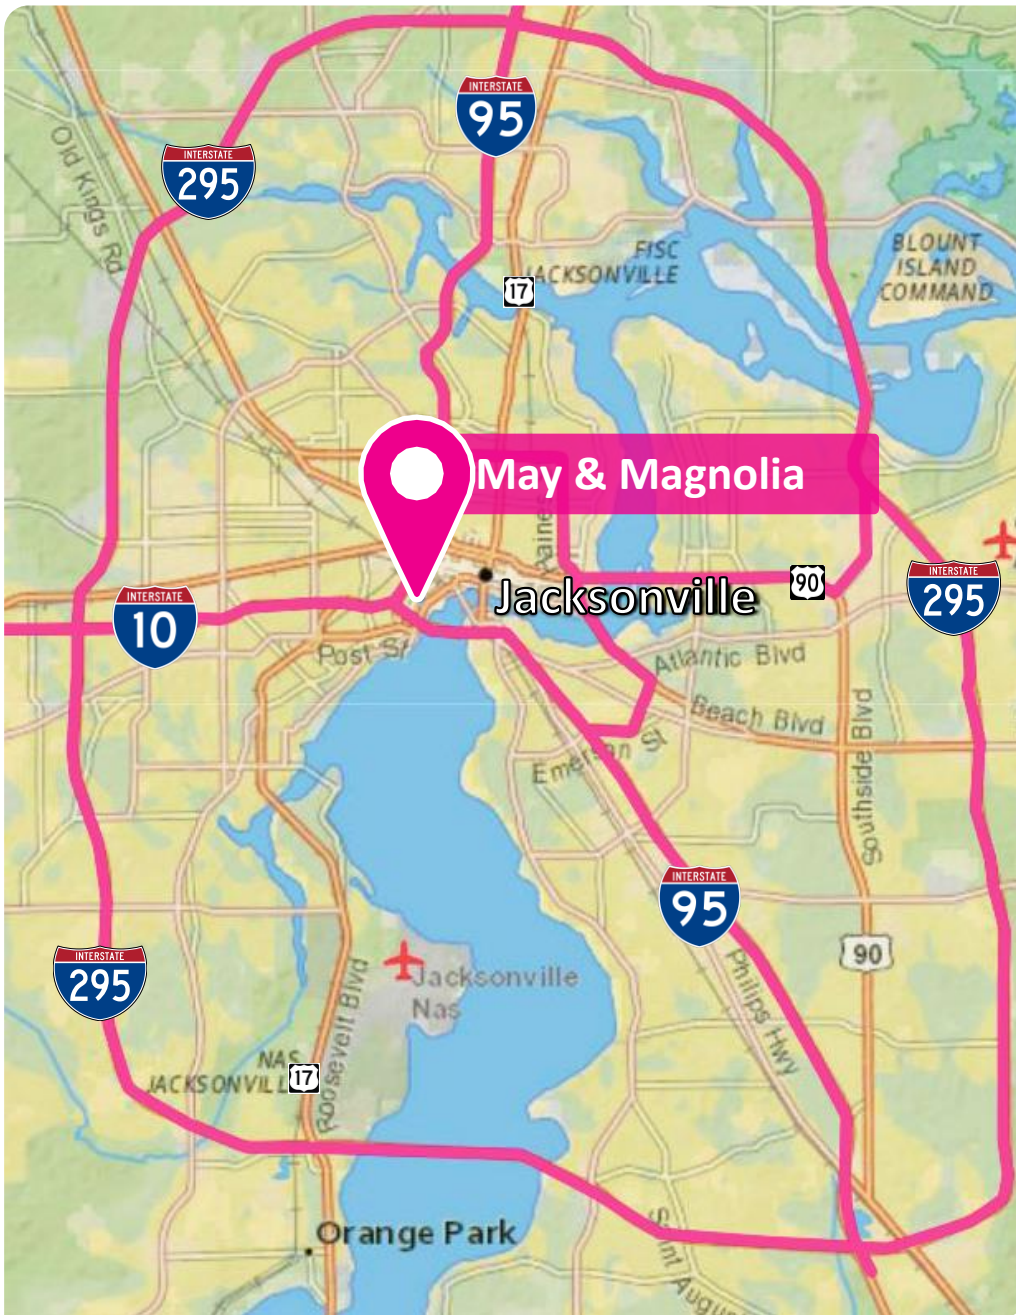 INTERSTATE
95
INTERSTATE
295
Old Kings Rd
FISC
JACKSONVILLE
BLOUNT
ISLAND
COMMAND
17
May & Magnolia
Haines
Jacksonville
90
INTERSTATE
295
INTERSTATE
10
Post St
Atlantic Blvd
Beach Blvd
Emerson St
Southside Blvd
INTERSTATE
95
90
INTERSTATE
295
Jacksonville
Nas
Roosevelt Blvd
Philips Hwy
NAS
JACKSONVILL
17
Orange Park